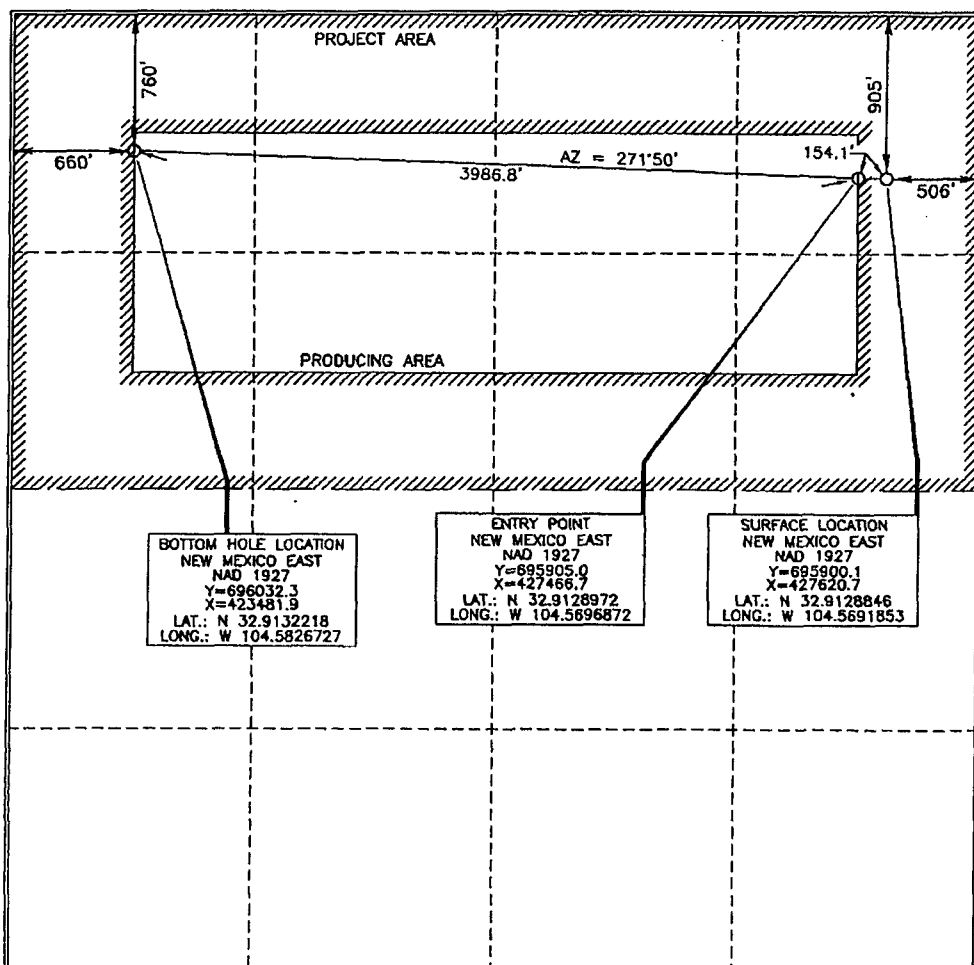 PROJECT AREA
760'
905'
660'
AZ = 271°50'
3986.8'
154.1'
506'
PRODUCING AREA
BOTTOM HOLE LOCATION
NEW MEXICO EAST
NAD 1927
Y=696032.3
X=423481.9
LAT.: N 32.9132218
LONG.: W 104.5826727
ENTRY POINT
NEW MEXICO EAST
NAD 1927
Y=695905.0
X=427466.7
LAT.: N 32.9128972
LONG.: W 104.5696872
SURFACE LOCATION
NEW MEXICO EAST
NAD 1927
Y=695900.1
X=427620.7
LAT.: N 32.9128846
LONG.: W 104.5691853